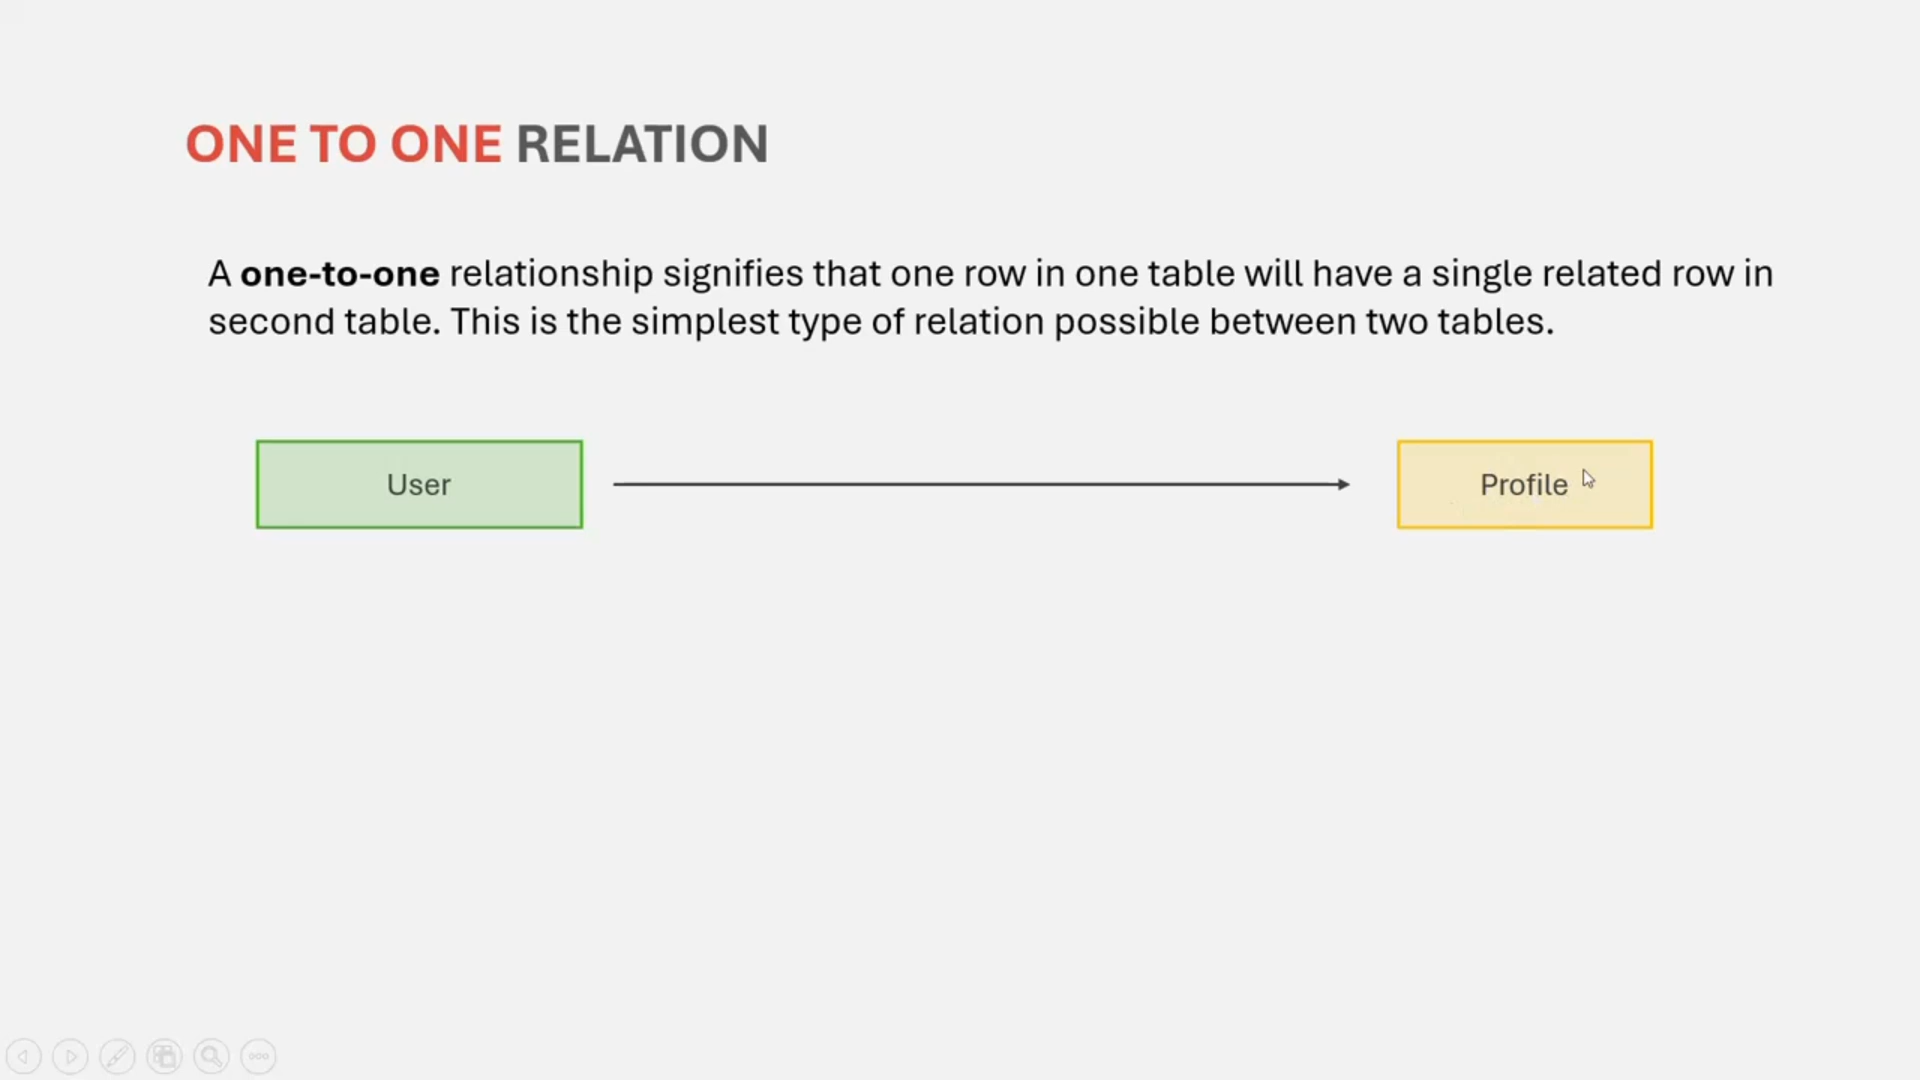 ONE TO ONE RELATION
A one-to-one relationship signifies that one row in one table will have a single related row in
second table. This is the simplest type of relation possible between two tables.
User
Profile